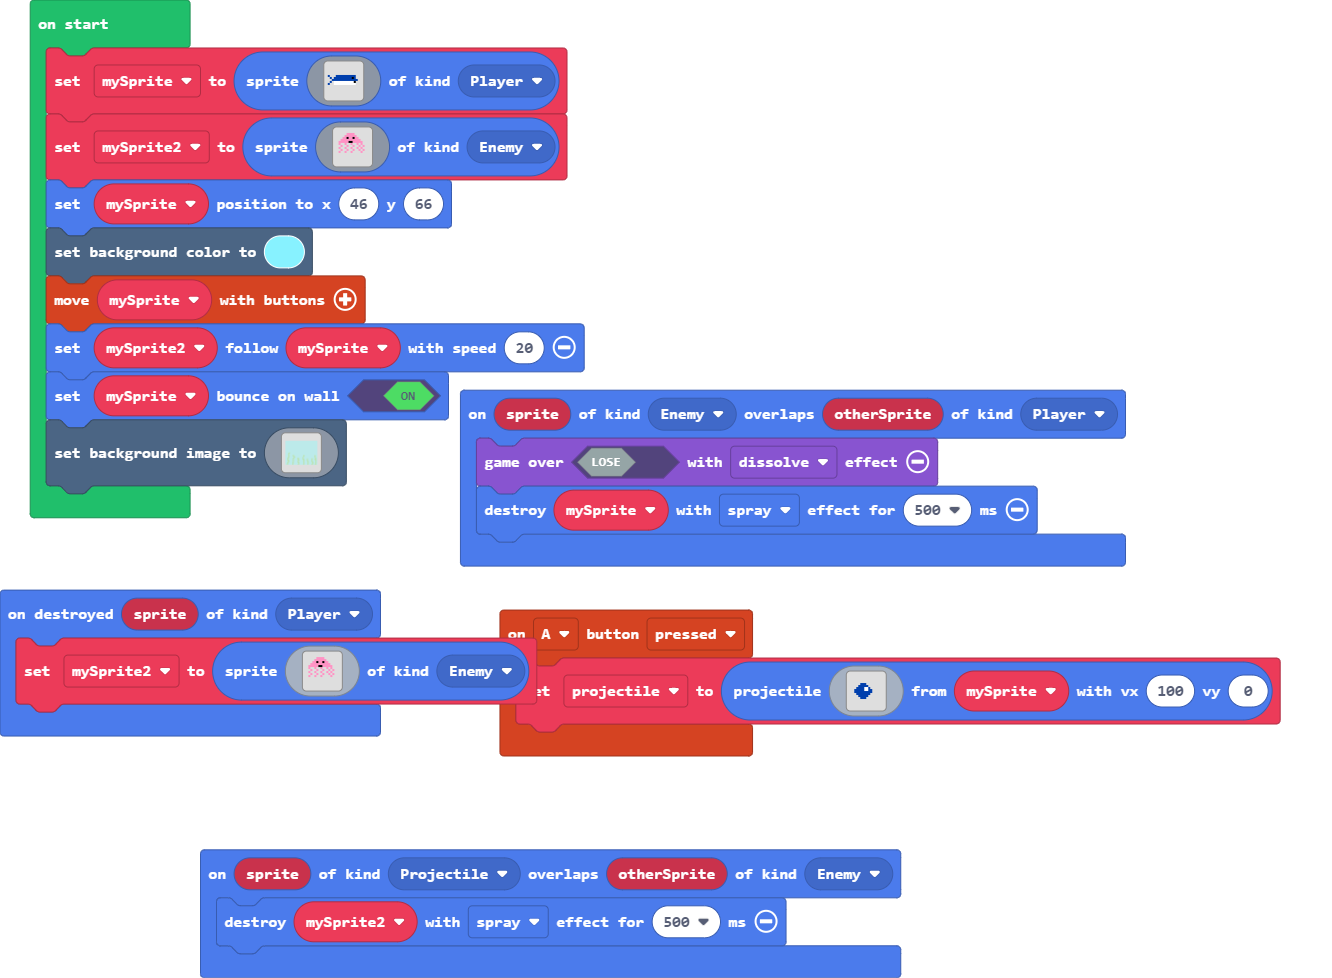 on start
set mySprite to sprite of kind Player
set mySprite2 to sprite of kind Enemy
set mySprite position to x 46 y 66
set background color to
move mySprite with buttons
set mySprite2 follow mySprite with speed 20
set mySprite bounce on wall ON
set background image to
on sprite of kind Enemy overlaps otherSprite of kind Player
game over LOSE with dissolve effect
destroy mySprite with spray effect for 500 ms
on destroyed sprite of kind Player
set mySprite2 to sprite of kind Enemy
on A button pressed
et projectile to projectile from mySprite with vx 100 vy 0
on sprite of kind Projectile overlaps otherSprite of kind Enemy
destroy mySprite2 with spray effect for 500 ms